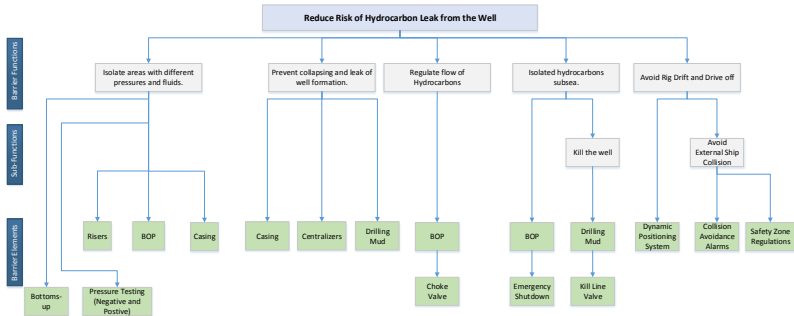 Reduce Risk of Hydrocarbon Leak from the Well
Barrier Functions
Isolate areas with different
pressures and fluids.
Prevent collapsing and leak of
well formation.
Regulate flow of
Hydrocarbons
Isolated hydrocarbons
subsea.
Avoid Rig Drift and Drive off
Sub-Functions
Kill the well
Avoid
External Ship
Collision
Barrier Elements
Risers
BOP
Casing
Casing
Centralizers
Drilling
Mud
BOP
BOP
Drilling
Mud
Dynamic
Positioning
System
Collision
Avoidance
Alarms
Safety Zone
Regulations
Bottoms-
up
Pressure Testing
(Negative and
Postive)
Choke
Valve
Emergency
Shutdown
Kill Line
Valve